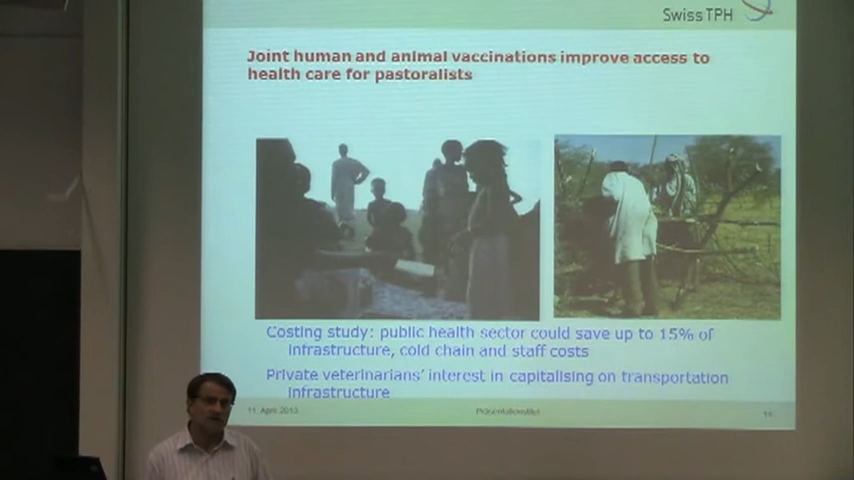 Swiss TPH
Joint human and animal vaccinations improve access to
health care for pastoralists
Costing study: public health sector could save up to 15% of
infrastructure, cold chain and staff costs
Private veterinarians' interest in capitalising on transportation
infrastructure
11. April 2013
Präsentationstitel